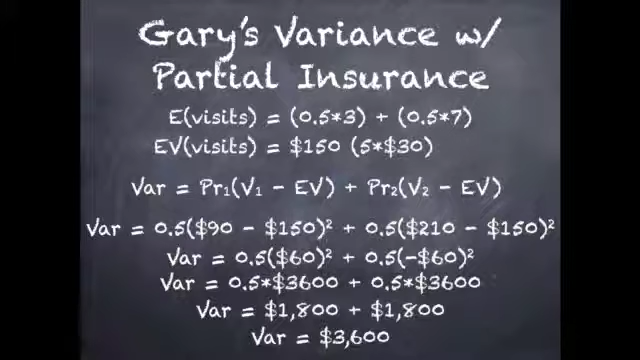 Gary's Variance w/
Partial Insurance
E(visits) = (0.5*3) + (0.5*7)
EV(visits) = $150 (5*$30)
Var = Pr₁(V₁ - EV) + Pr₂(V₂ - EV)
Var = 0.5($90 - $150)² + 0.5($210 - $150)²
Var = 0.5($60)² + 0.5(-$60)²
Var = 0.5*$3600 + 0.5*$3600
Var = $1,800 + $1,800
Var = $3,600